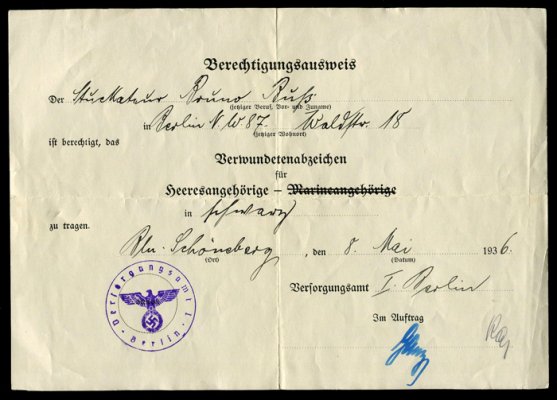 Berechtigungsausweis
Der Stuckateur Bruno Buß
(jetziger Beruf, Vor- und Zuname)
in Berlin N.W. 87. Waldstr. 18
(jetziger Wohnort)
ist berechtigt, das
Verwundetenabzeichen
für
Heeresangehörige – Marineangehörige
in schwarz
zu tragen.
Bln. Schöneberg, den 8. Mai 1936.
(Ort) (Datum)
Versorgungsamt I. Berlin
Im Auftrag
Versorgungsamt I
Berlin